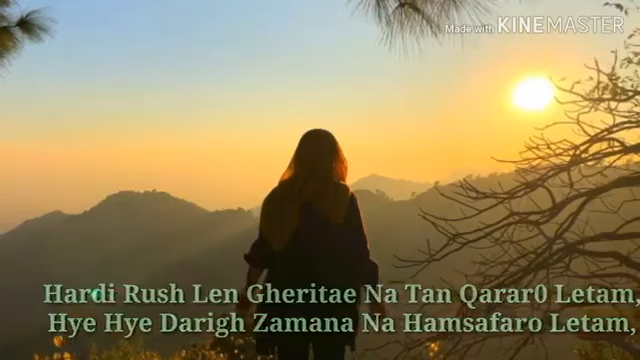 Made with KINEMASTER
Hardi Rush Len Gheritae Na Tan Qarar0 Letam,
Hye Hye Darigh Zamana Na Hamsafaro Letam,